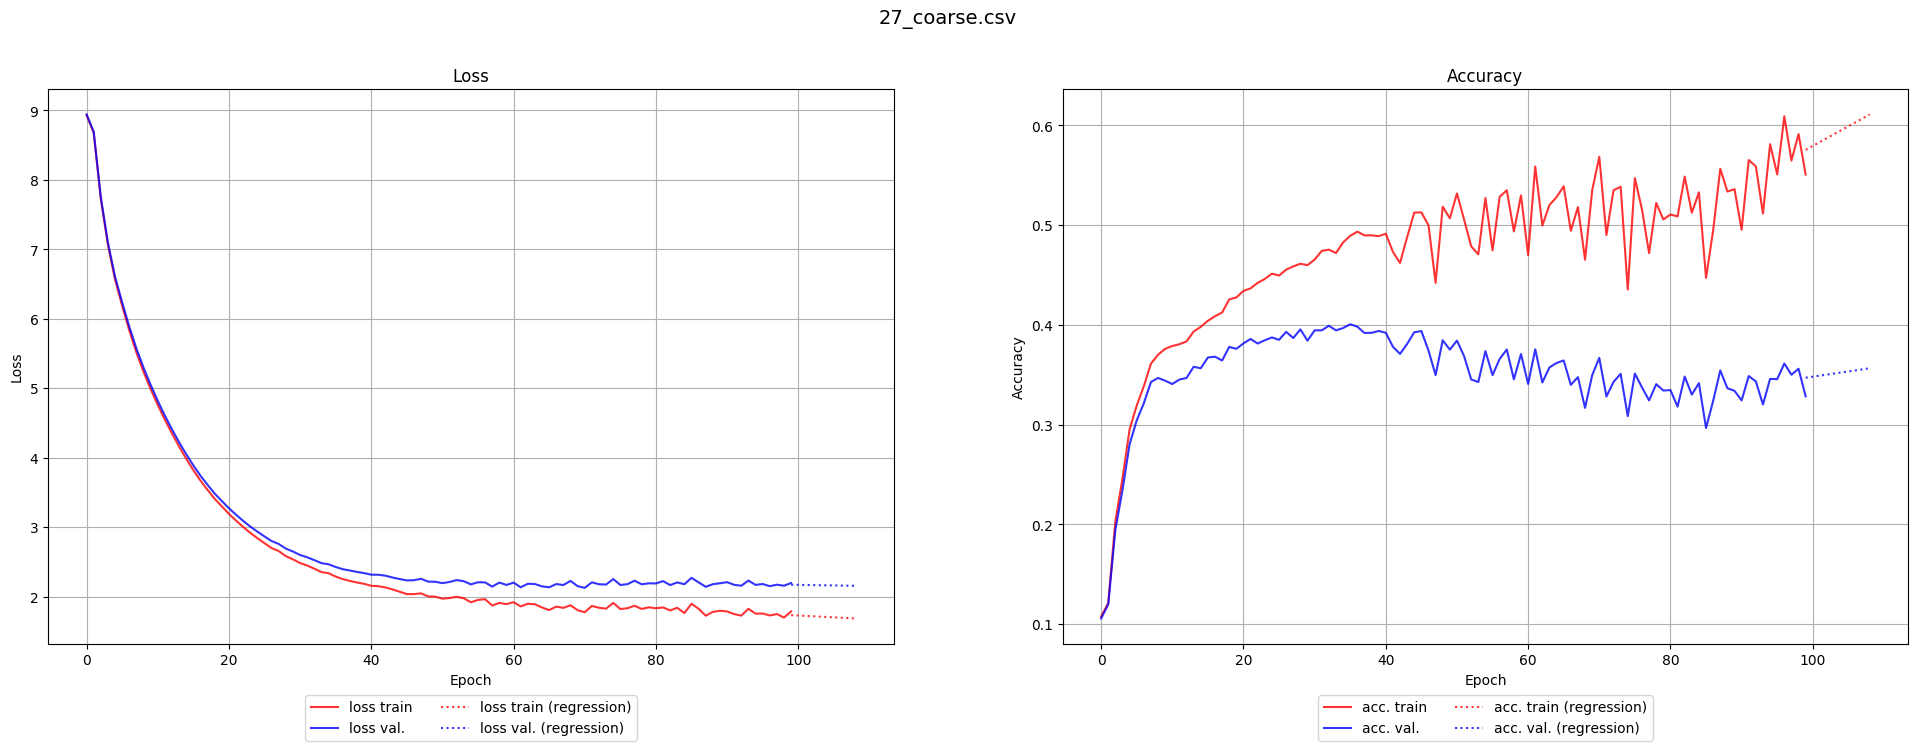 27_coarse.csv
Loss
9
8
7
6
5
4
3
2
Loss
0 20 40 60 80 100
Epoch
loss train
loss val.
loss train (regression)
loss val. (regression)
Accuracy
0.6
0.5
0.4
0.3
0.2
0.1
Accuracy
0 20 40 60 80 100
Epoch
acc. train
acc. val.
acc. train (regression)
acc. val. (regression)